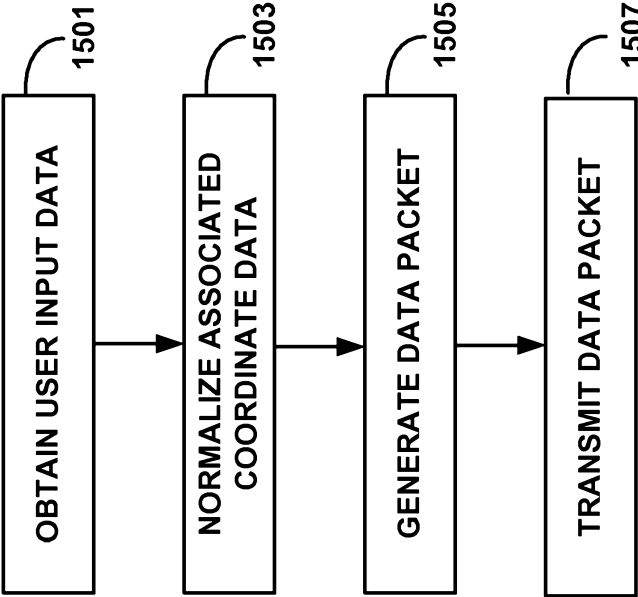 OBTAIN USER INPUT DATA
1501
NORMALIZE ASSOCIATED
COORDINATE DATA
1503
GENERATE DATA PACKET
1505
TRANSMIT DATA PACKET
1507